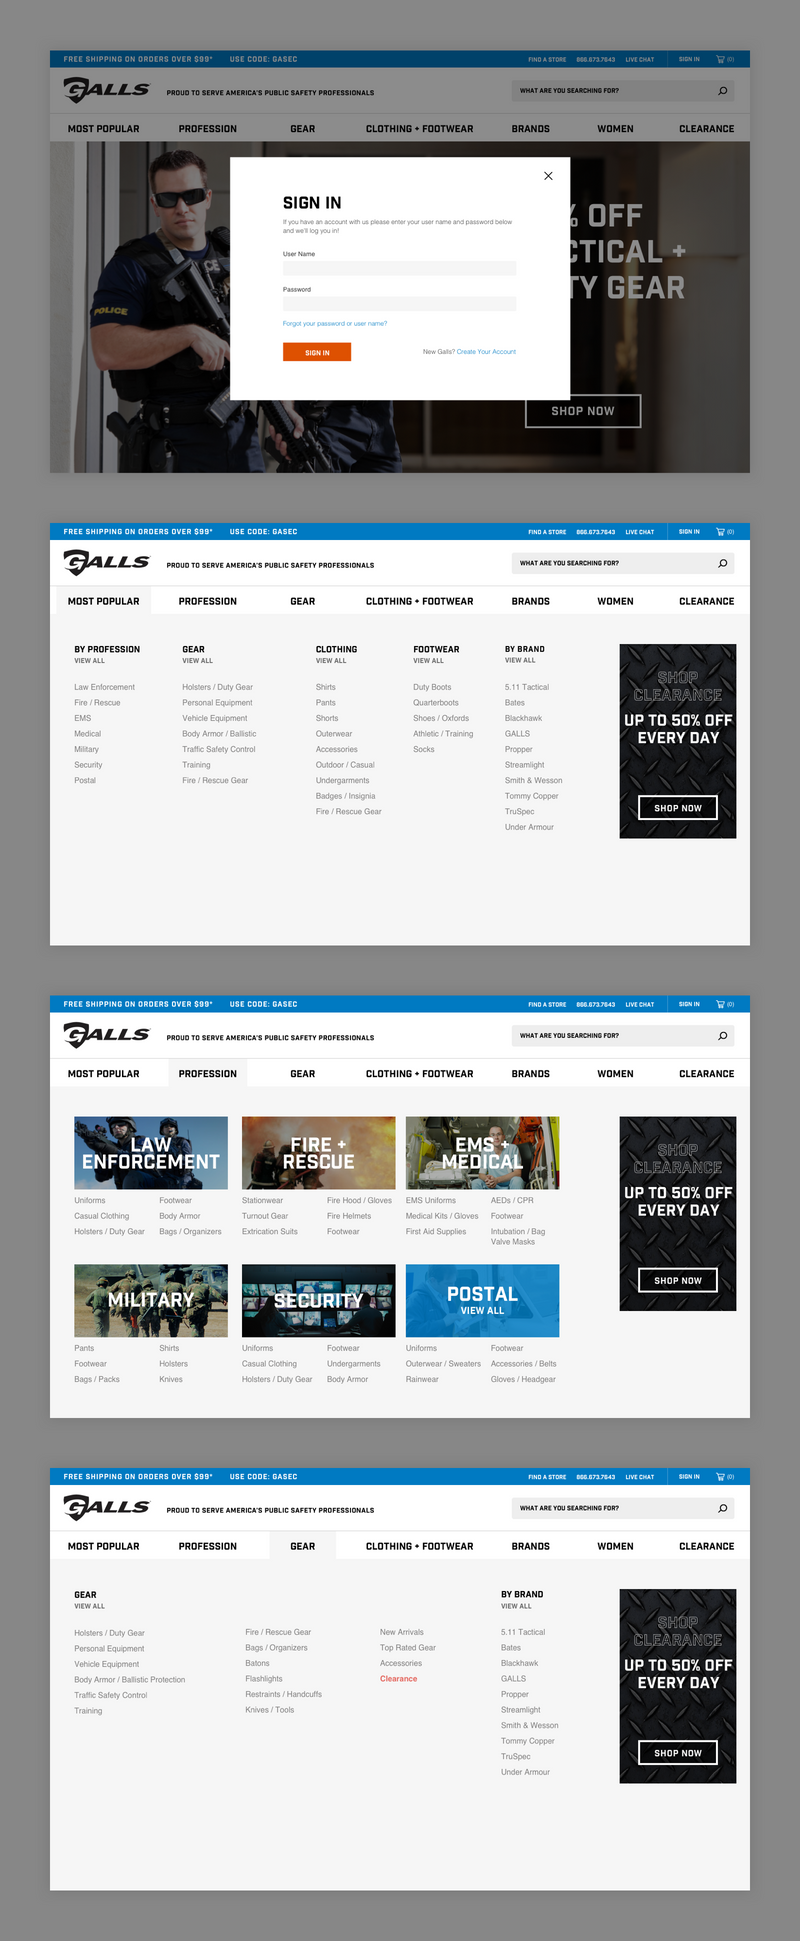 FREE SHIPPING ON ORDERS OVER $99* USE CODE: GASEC FIND A STORE 866.673.7643 LIVE CHAT SIGN IN (0)
GALLS PROUD TO SERVE AMERICA'S PUBLIC SAFETY PROFESSIONALS WHAT ARE YOU SEARCHING FOR?
MOST POPULAR PROFESSION GEAR CLOTHING + FOOTWEAR BRANDS WOMEN CLEARANCE
POLICE
% OFF
CTICAL +
TY GEAR
SHOP NOW
SIGN IN
If you have an account with us please enter your user name and password below
and we'll log you in!
User Name
Password
Forgot your password or user name?
SIGN IN New Galls? Create Your Account
FREE SHIPPING ON ORDERS OVER $99* USE CODE: GASEC FIND A STORE 866.673.7643 LIVE CHAT SIGN IN (0)
GALLS PROUD TO SERVE AMERICA'S PUBLIC SAFETY PROFESSIONALS WHAT ARE YOU SEARCHING FOR?
MOST POPULAR PROFESSION GEAR CLOTHING + FOOTWEAR BRANDS WOMEN CLEARANCE
BY PROFESSION
VIEW ALL
Law Enforcement
Fire / Rescue
EMS
Medical
Military
Security
Postal
GEAR
VIEW ALL
Holsters / Duty Gear
Personal Equipment
Vehicle Equipment
Body Armor / Ballistic
Traffic Safety Control
Training
Fire / Rescue Gear
CLOTHING
VIEW ALL
Shirts
Pants
Shorts
Outerwear
Accessories
Outdoor / Casual
Undergarments
Badges / Insignia
Fire / Rescue Gear
FOOTWEAR
VIEW ALL
Duty Boots
Quarterboots
Shoes / Oxfords
Athletic / Training
Socks
BY BRAND
VIEW ALL
5.11 Tactical
Bates
Blackhawk
GALLS
Propper
Streamlight
Smith & Wesson
Tommy Copper
TruSpec
Under Armour
SHOP
CLEARANCE
UP TO 50% OFF
EVERY DAY
SHOP NOW
FREE SHIPPING ON ORDERS OVER $99* USE CODE: GASEC FIND A STORE 866.673.7643 LIVE CHAT SIGN IN (0)
GALLS PROUD TO SERVE AMERICA'S PUBLIC SAFETY PROFESSIONALS WHAT ARE YOU SEARCHING FOR?
MOST POPULAR PROFESSION GEAR CLOTHING + FOOTWEAR BRANDS WOMEN CLEARANCE
LAW
ENFORCEMENT
Uniforms Footwear
Casual Clothing Body Armor
Holsters / Duty Gear Bags / Organizers
FIRE +
RESCUE
Stationwear Fire Hood / Gloves
Turnout Gear Fire Helmets
Extrication Suits Footwear
EMS +
MEDICAL
EMS Uniforms AEDs / CPR
Medical Kits / Gloves Footwear
First Aid Supplies Intubation / Bag
Valve Masks
MILITARY
Pants Shirts
Footwear Holsters
Bags / Packs Knives
SECURITY
Uniforms Footwear
Casual Clothing Undergarments
Holsters / Duty Gear Body Armor
POSTAL
VIEW ALL
Uniforms Footwear
Outerwear / Sweaters Accessories / Belts
Rainwear Gloves / Headgear
SHOP
CLEARANCE
UP TO 50% OFF
EVERY DAY
SHOP NOW
FREE SHIPPING ON ORDERS OVER $99* USE CODE: GASEC FIND A STORE 866.673.7643 LIVE CHAT SIGN IN (0)
GALLS PROUD TO SERVE AMERICA'S PUBLIC SAFETY PROFESSIONALS WHAT ARE YOU SEARCHING FOR?
MOST POPULAR PROFESSION GEAR CLOTHING + FOOTWEAR BRANDS WOMEN CLEARANCE
GEAR
VIEW ALL
Holsters / Duty Gear
Personal Equipment
Vehicle Equipment
Body Armor / Ballistic Protection
Traffic Safety Control
Training
Fire / Rescue Gear
Bags / Organizers
Batons
Flashlights
Restraints / Handcuffs
Knives / Tools
New Arrivals
Top Rated Gear
Accessories
Clearance
BY BRAND
VIEW ALL
5.11 Tactical
Bates
Blackhawk
GALLS
Propper
Streamlight
Smith & Wesson
Tommy Copper
TruSpec
Under Armour
SHOP
CLEARANCE
UP TO 50% OFF
EVERY DAY
SHOP NOW